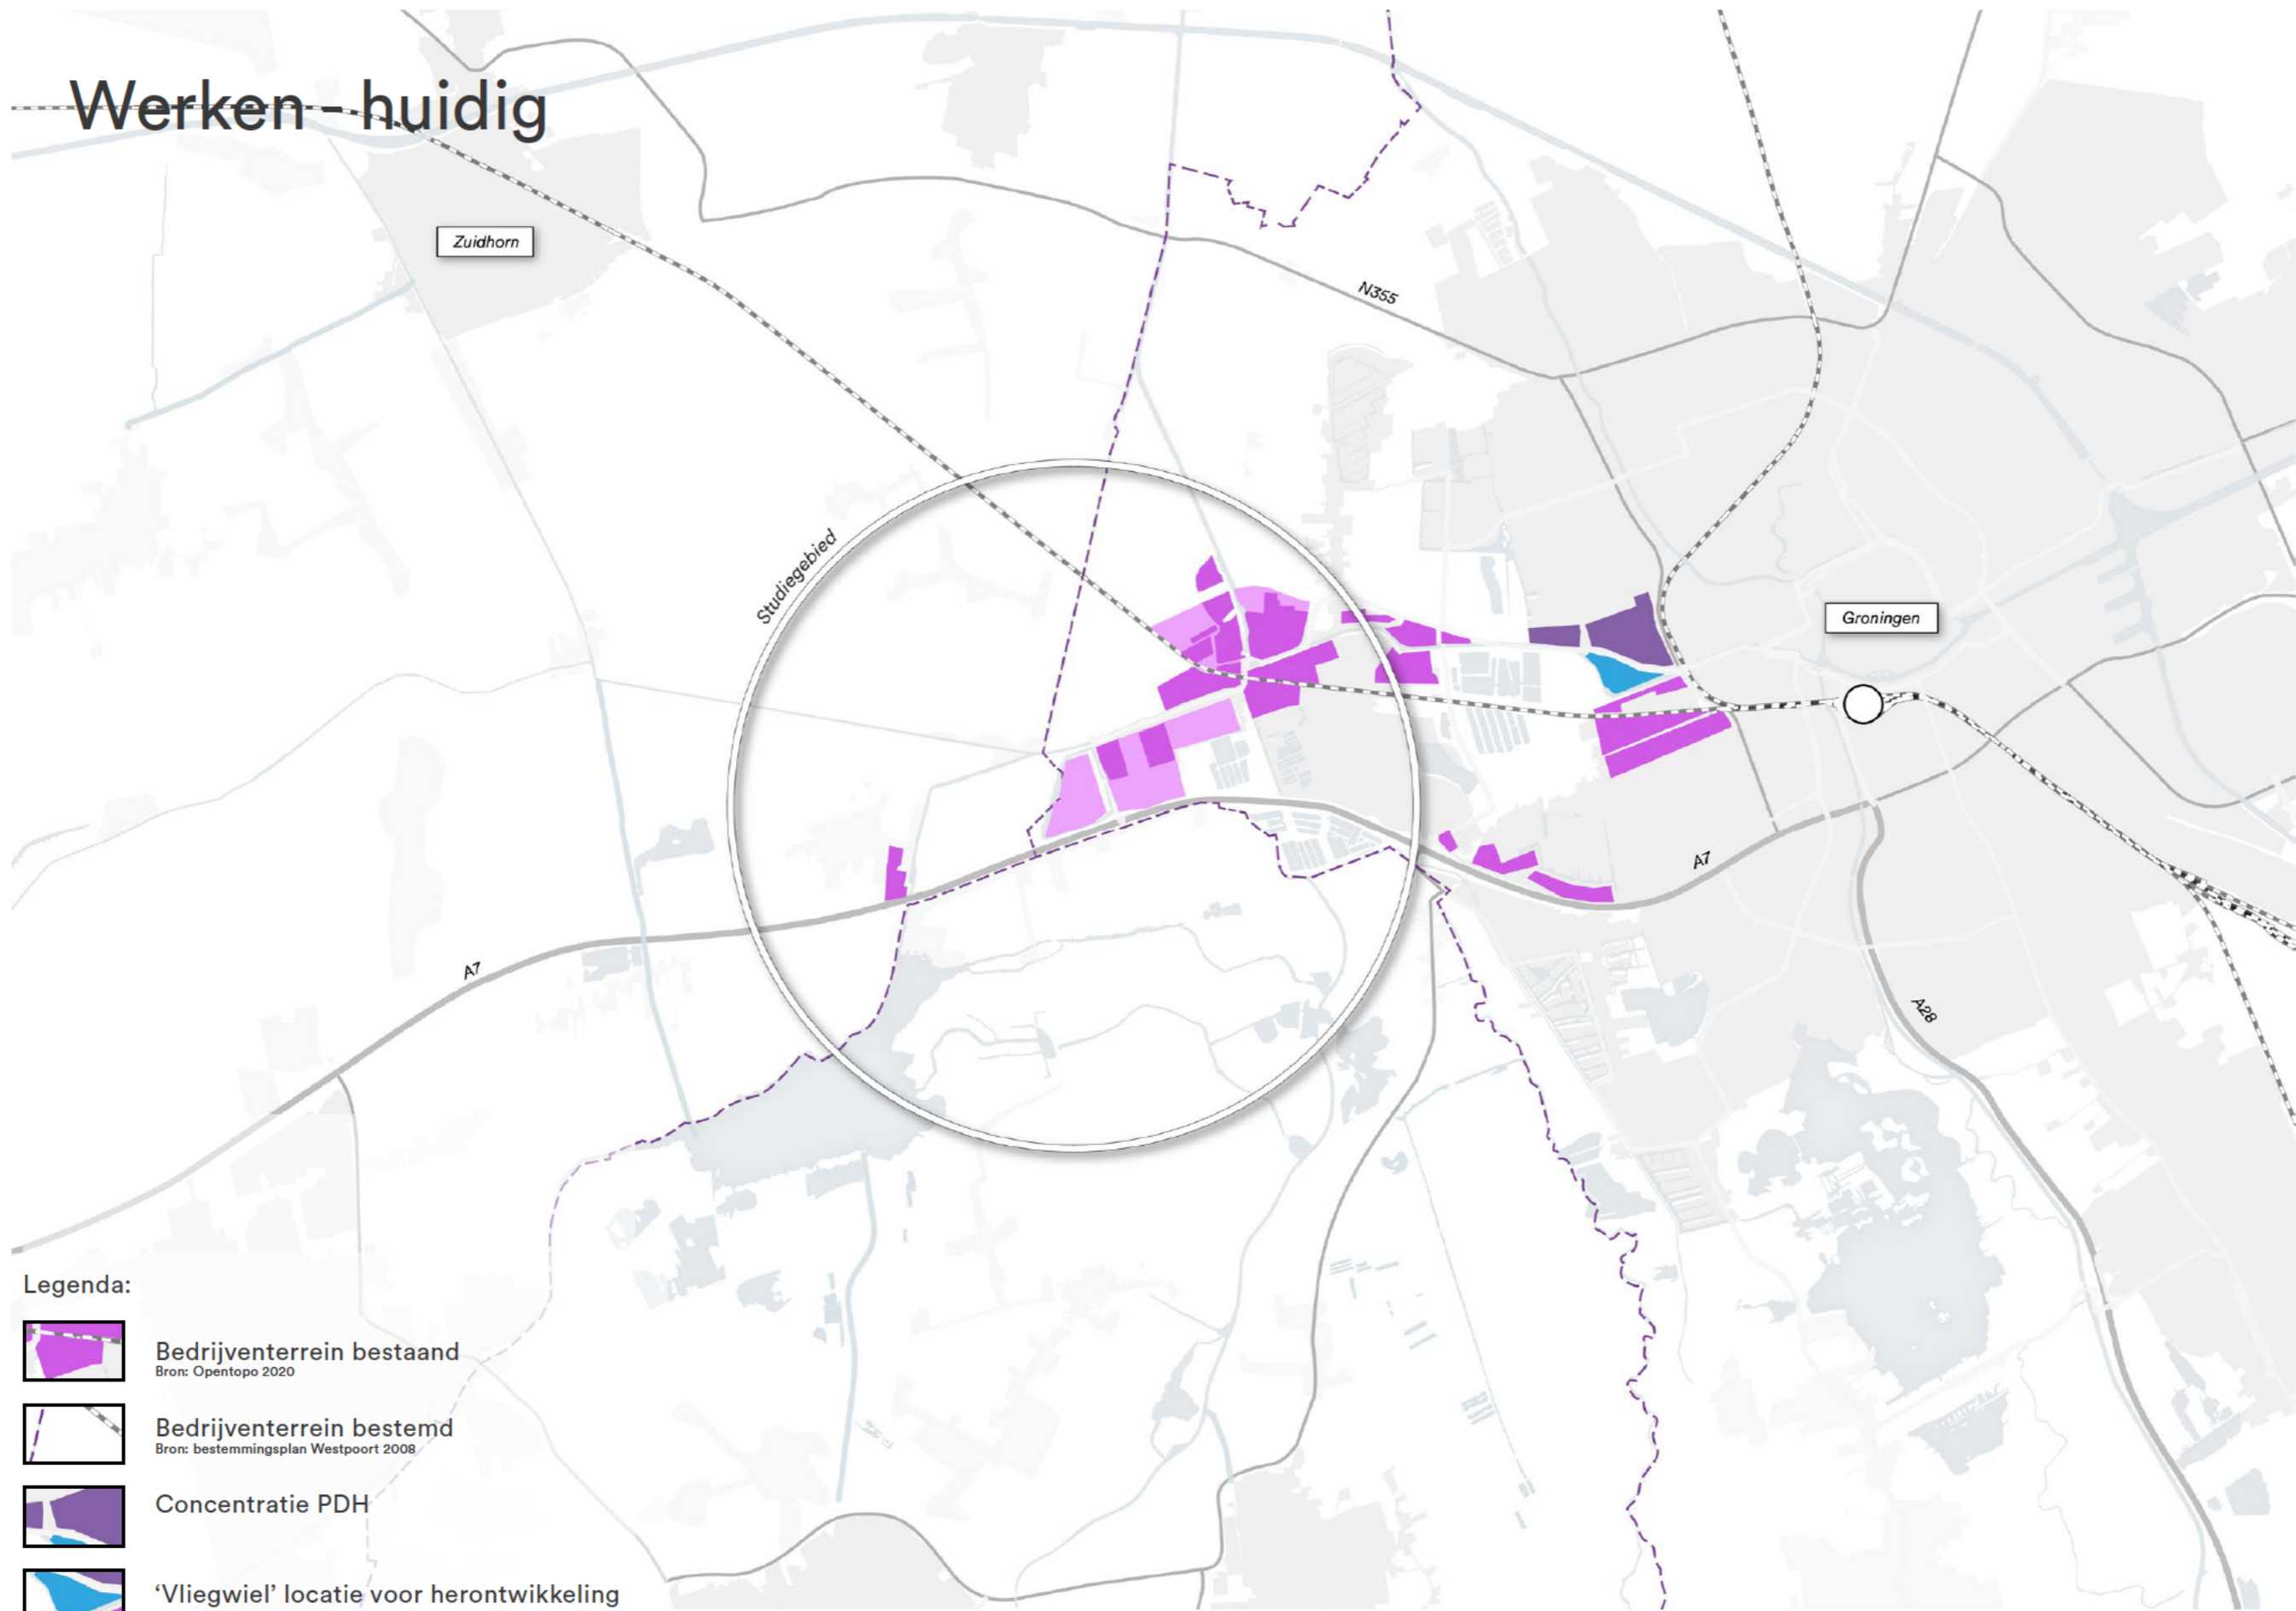 Werken - huidig
Zuidhorn
N355
Studiegebied
Groningen
A7
A7
A28
Legenda:
Bedrijventerrein bestaand
Bron: Opentopo 2020
Bedrijventerrein bestemd
Bron: bestemmingsplan Westpoort 2008
Concentratie PDH
‘Vliegwiel’ locatie voor herontwikkeling